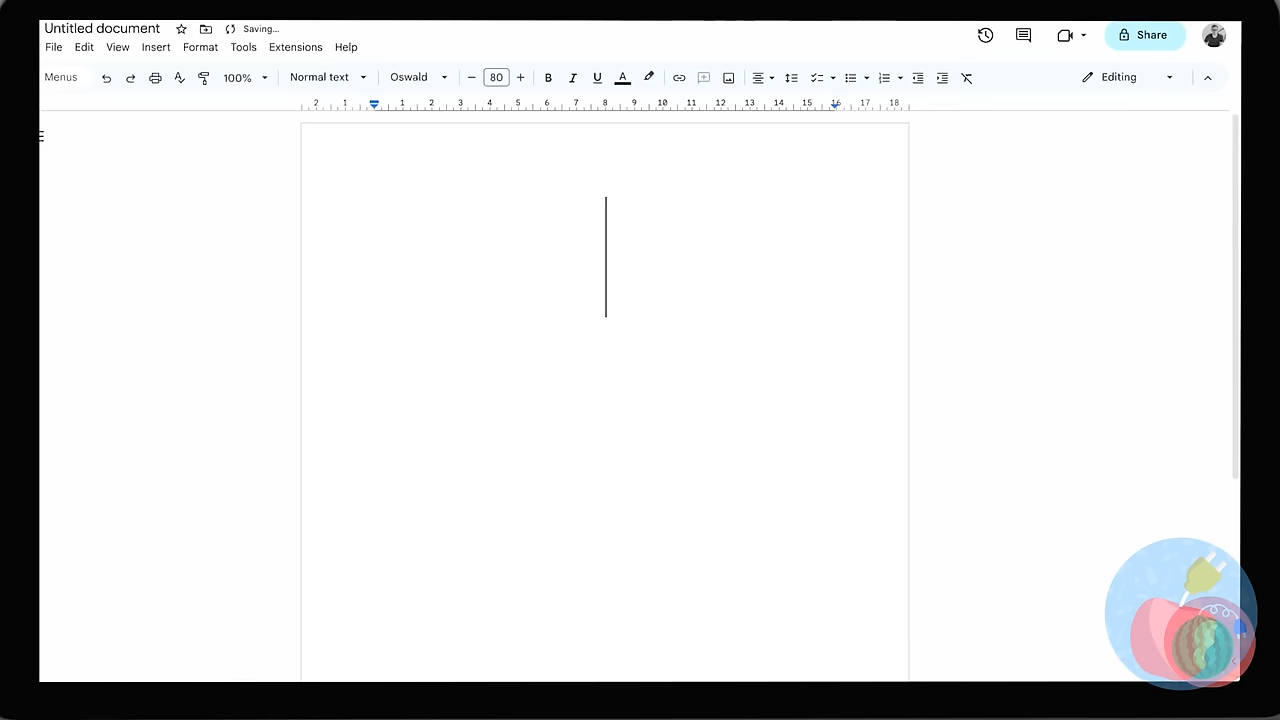 Untitled document Saving... Share
File Edit View Insert Format Tools Extensions Help
Menus 100% Normal text Oswald 80 B I U A Editing
2 1 1 2 3 4 5 6 7 8 9 10 11 12 13 14 15 16 17 18